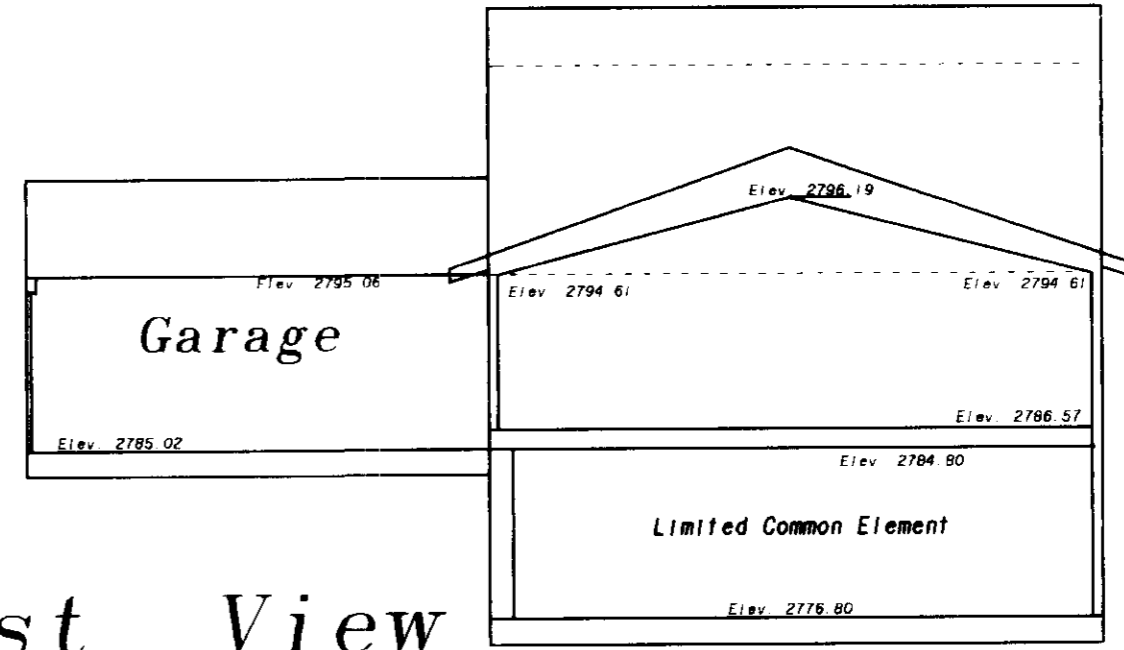 Elev 2796.19
Elev 2795 06
Elev 2794 61
Elev 2794 61
Garage
Elev. 2786.57
Elev. 2785.02
Elev 2784.80
Limited Common Element
Elev. 2776.80
st View